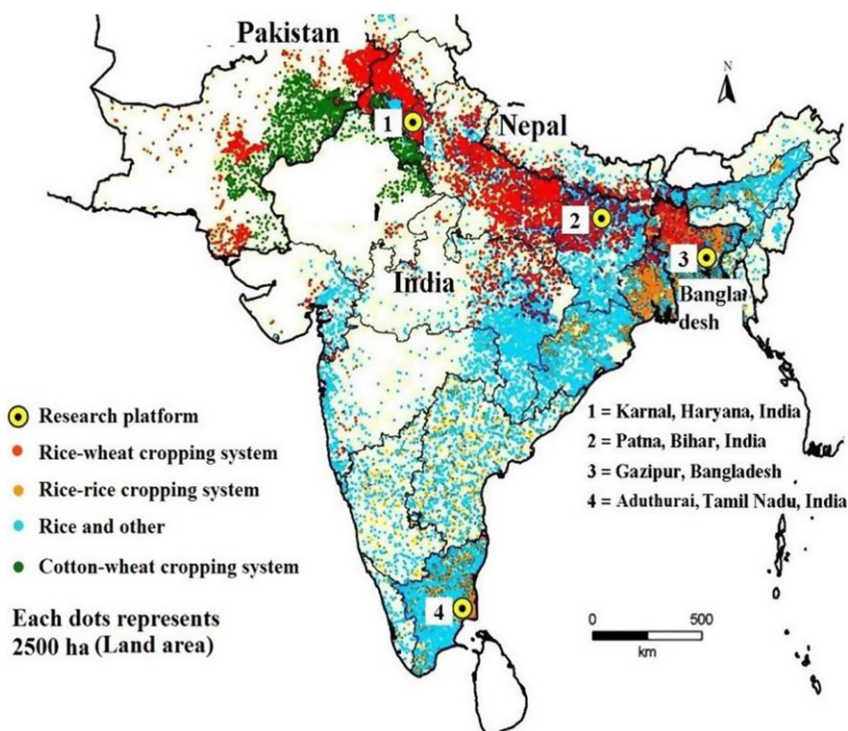 Pakistan
N
1
Nepal
2
India
3
Bangla
desh
Research platform
Rice-wheat cropping system
Rice-rice cropping system
Rice and other
Cotton-wheat cropping system
Each dots represents
2500 ha (Land area)
1 = Karnal, Haryana, India
2 = Patna, Bihar, India
3 = Gazipur, Bangladesh
4 = Aduthurai, Tamil Nadu, India
4
0 500
km